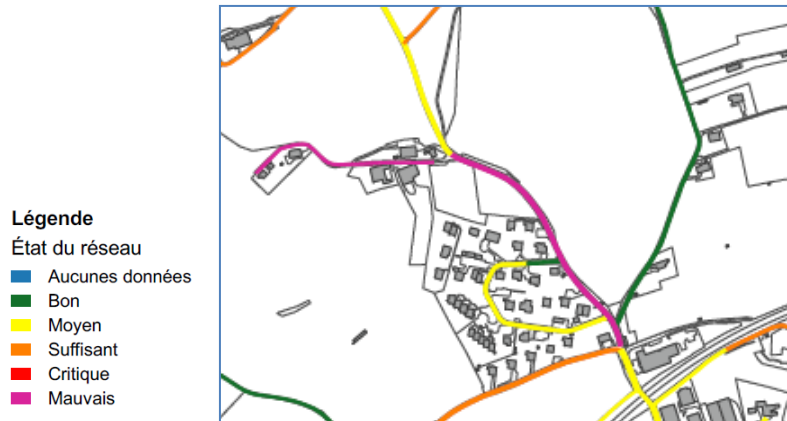 Légende
État du réseau
Aucunes données
Bon
Moyen
Suffisant
Critique
Mauvais